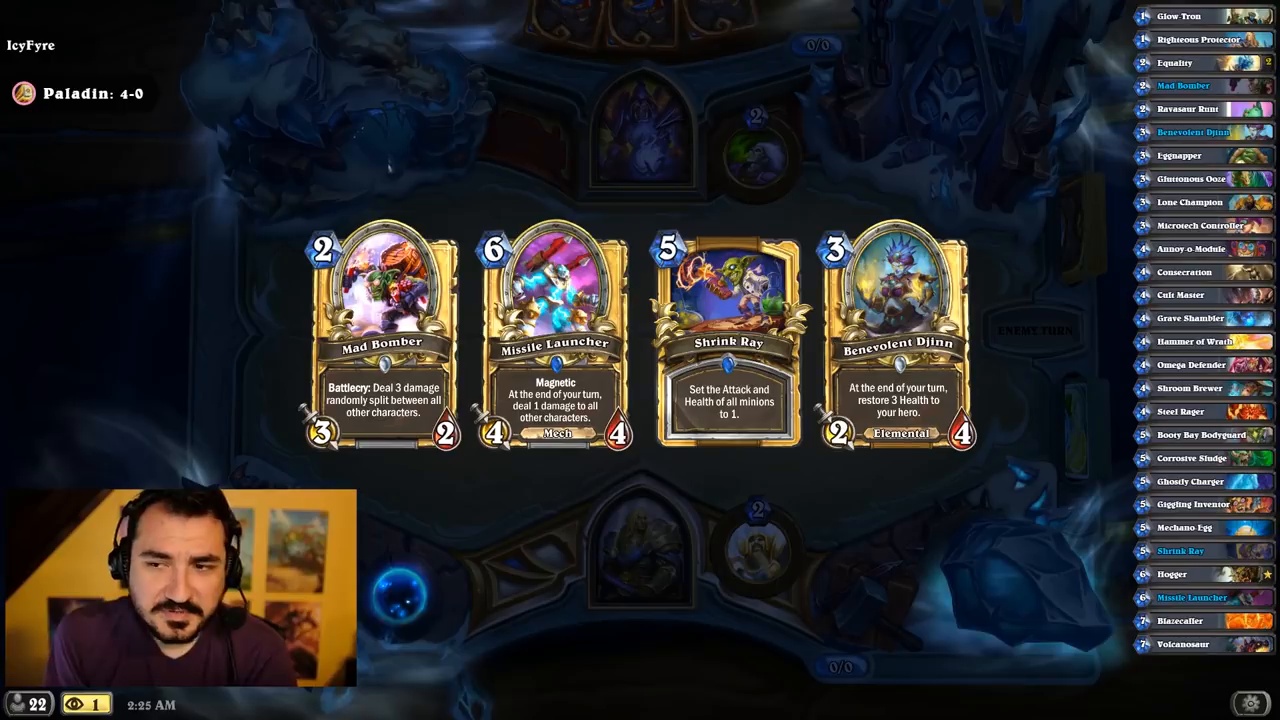 IcyFyre
Paladin: 4-0
0/0
2
2
Mad Bomber
Battlecry: Deal 3 damage
randomly split between all
other characters.
3
2
6
Missile Launcher
Magnetic
At the end of your turn,
deal 1 damage to all
other characters.
Mech
4
4
5
Shrink Ray
Set the Attack and
Health of all minions
to 1.
3
Benevolent Djinn
At the end of your turn,
restore 3 Health to
your hero.
Elemental
2
4
ENEMY TURN
2
0/0
22
1
2:25 AM
1 Glow-Tron
1 Righteous Protector
2 Equality 2
2 Mad Bomber
2 Ravasaur Runt
3 Benevolent Djinn
3 Eggnapper
3 Gluttonous Ooze
3 Lone Champion
3 Microtech Controller
4 Annoy-o-Module
4 Consecration
4 Cult Master
4 Grave Shambler
4 Hammer of Wrath
4 Omega Defender
4 Shroom Brewer
4 Steel Rager
5 Booty Bay Bodyguard
5 Corrosive Sludge
5 Ghostly Charger
5 Giggling Inventor
5 Mechano-Egg
5 Shrink Ray
6 Hogger
6 Missile Launcher
7 Blazecaller
7 Volcanosaur